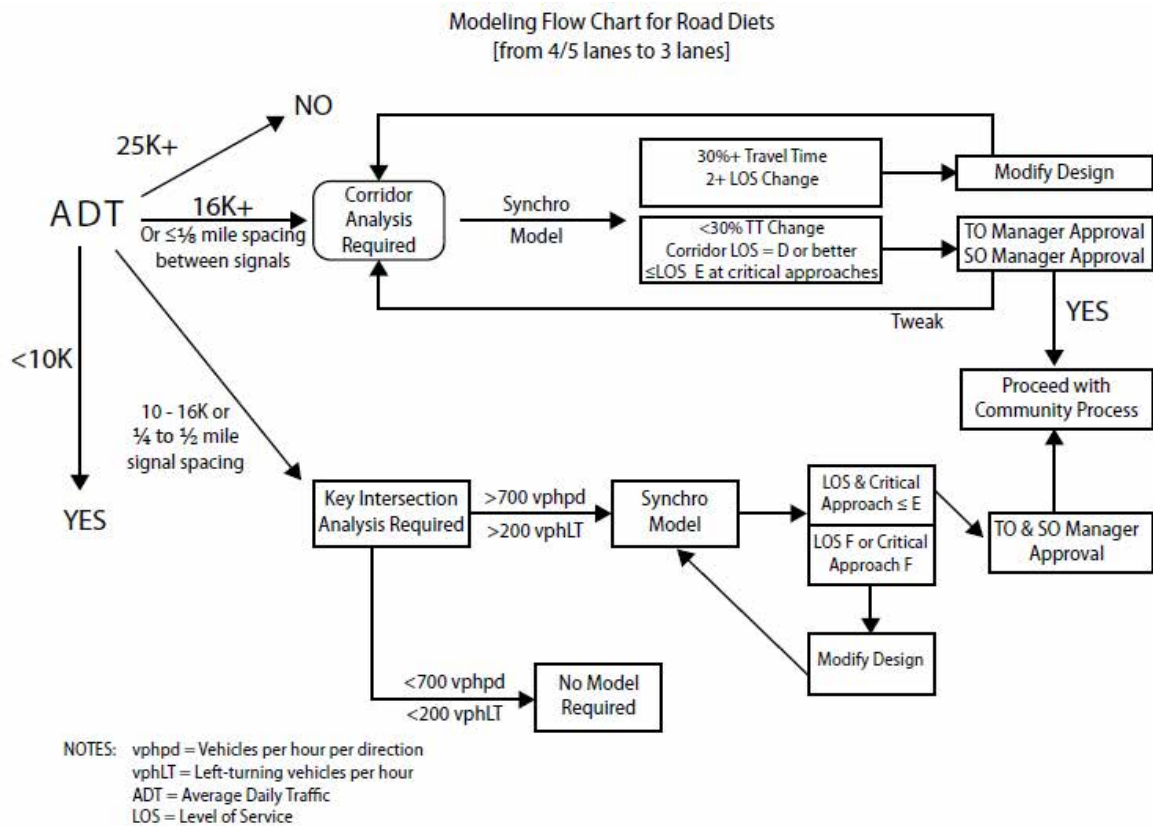 Modeling Flow Chart for Road Diets
[from 4/5 lanes to 3 lanes]
NO
25K+
ADT
16K+
Or ≤⅛ mile spacing
between signals
Corridor
Analysis
Required
Synchro
Model
30%+ Travel Time
2+ LOS Change
Modify Design
<30% TT Change
Corridor LOS = D or better
≤LOS E at critical approaches
TO Manager Approval
SO Manager Approval
Tweak
YES
<10K
Proceed with
Community Process
10 - 16K or
¼ to ½ mile
signal spacing
YES
Key Intersection
Analysis Required
>700 vphpd
>200 vphLT
Synchro
Model
LOS & Critical
Approach ≤ E
LOS F or Critical
Approach F
TO & SO Manager
Approval
Modify Design
<700 vphpd
<200 vphLT
No Model
Required
NOTES: vphpd = Vehicles per hour per direction
vphLT = Left-turning vehicles per hour
ADT = Average Daily Traffic
LOS = Level of Service